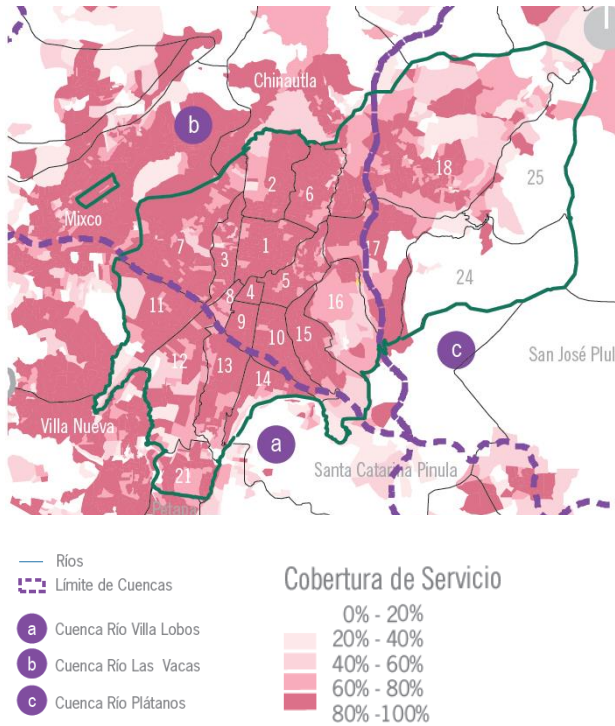 Chinautla
b
18
2
25
6
Mixco
1
17
7
3
5
24
16
11
8
4
9
10
15
c
San José Pinul
12
13
14
Villa Nueva
a
Santa Catarina Pinula
21
Petapa
Ríos
Límite de Cuencas
a Cuenca Río Villa Lobos
b Cuenca Río Las Vacas
c Cuenca Río Plátanos
Cobertura de Servicio
0% - 20%
20% - 40%
40% - 60%
60% - 80%
80% -100%